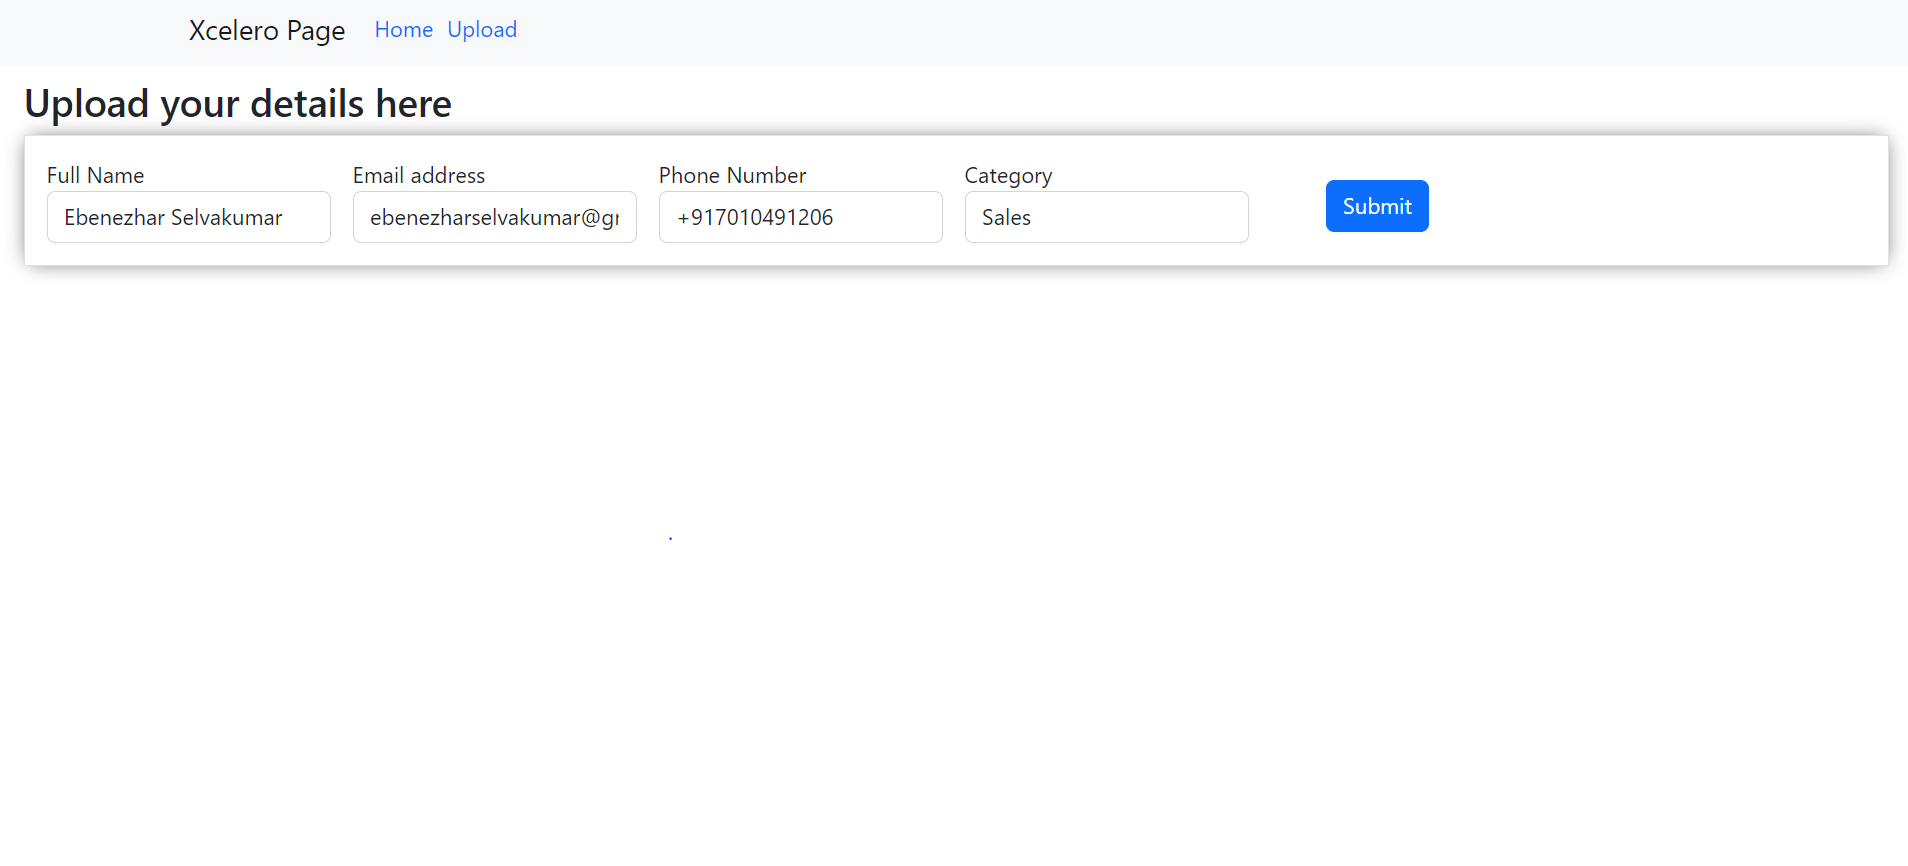 Xcelero Page Home Upload
Upload your details here
Full Name Email address Phone Number Category
Ebenezhar Selvakumar ebenezharselvakumar@gr +917010491206 Sales Submit